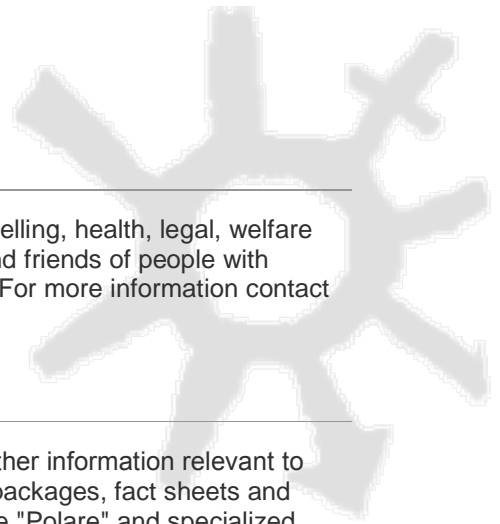 elling, health, legal, welfare
nd friends of people with
For more information contact
ther information relevant to
packages, fact sheets and
e "Polare" and specialized